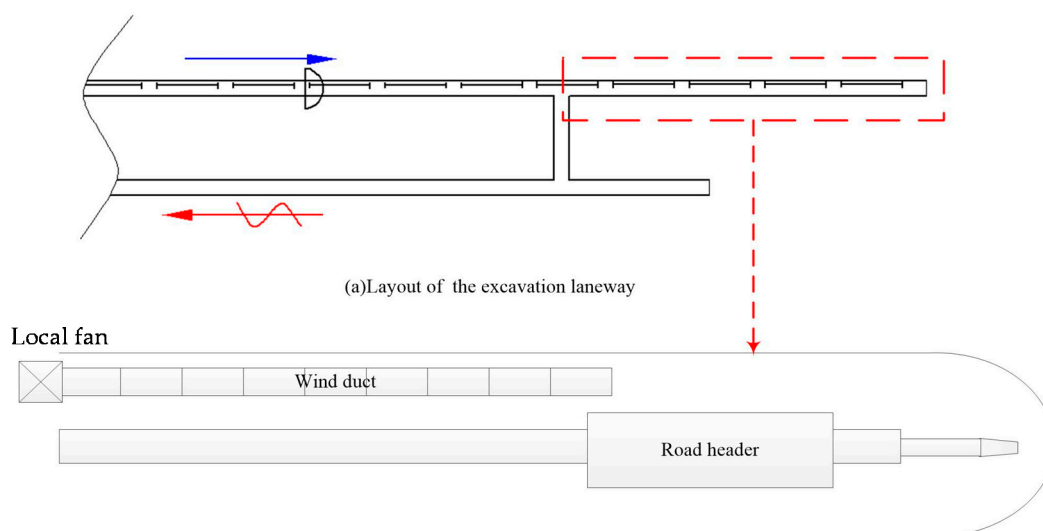 (a)Layout of the excavation laneway
Local fan
Wind duct
Road header